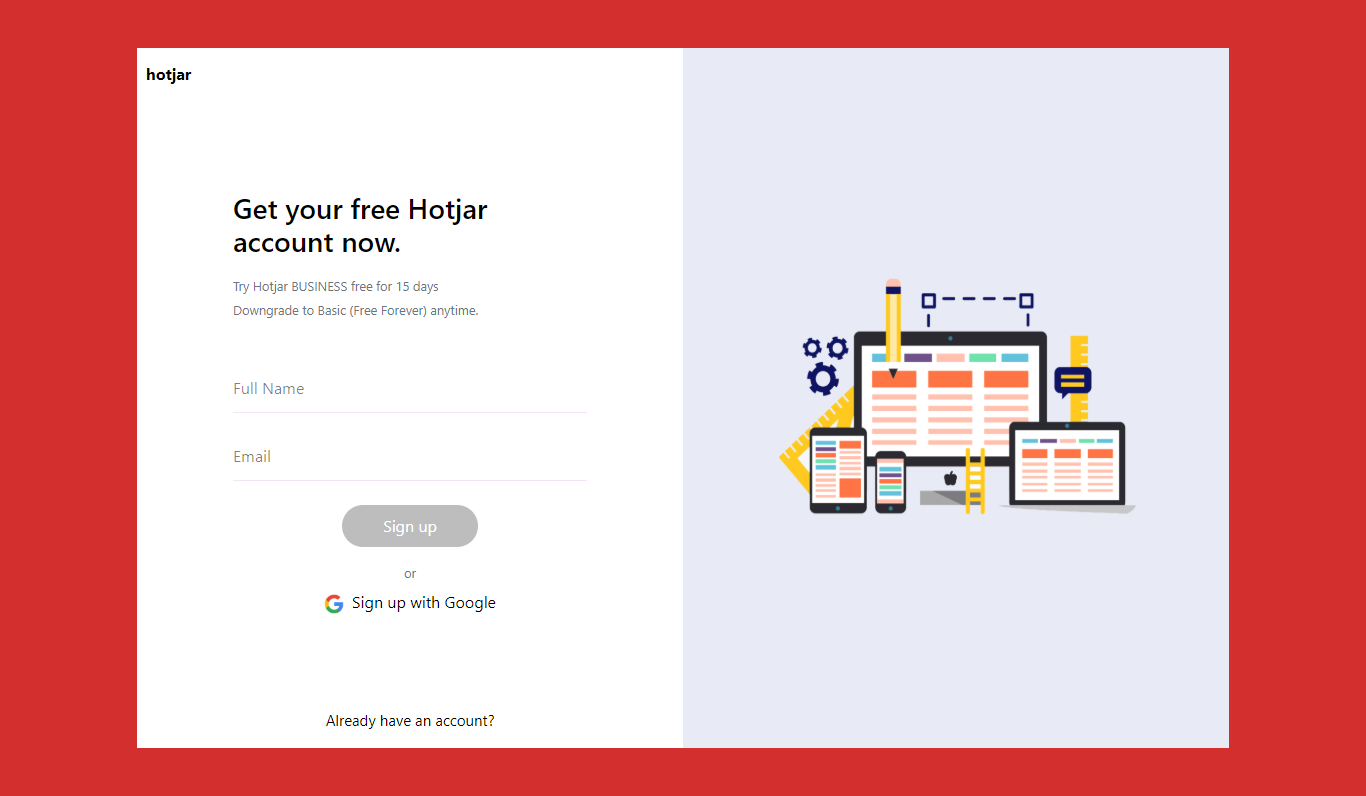 hotjar
Get your free Hotjar
account now.
Try Hotjar BUSINESS free for 15 days
Downgrade to Basic (Free Forever) anytime.
Full Name
Email
Sign up
or
Sign up with Google
Already have an account?